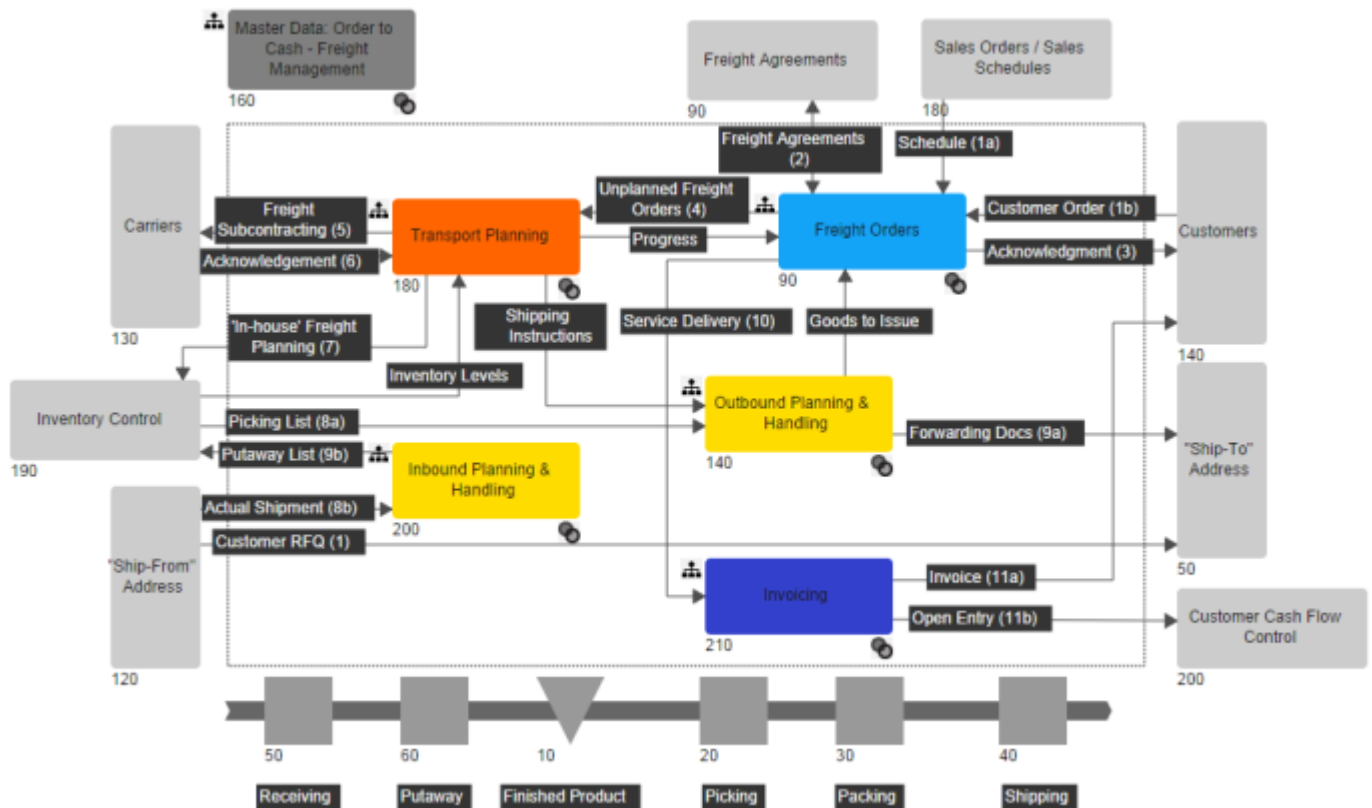 Master Data: Order to
Cash - Freight
Management
160
Freight Agreements
90
Sales Orders / Sales
Schedules
180
Carriers
130
Freight Agreements
(2)
Schedule (1a)
Unplanned Freight
Orders (4)
Freight
Subcontracting (5)
Transport Planning
180
Progress
Freight Orders
90
Customer Order (1b)
Acknowledgment (3)
Customers
140
Acknowledgement (6)
'In-house' Freight
Planning (7)
Shipping
Instructions
Service Delivery (10)
Goods to Issue
Inventory Levels
Inventory Control
190
Picking List (8a)
Putaway List (9b)
Outbound Planning &
Handling
140
Forwarding Docs (9a)
"Ship-To"
Address
50
Inbound Planning &
Handling
200
Actual Shipment (8b)
Customer RFQ (1)
"Ship-From"
Address
120
Invoicing
210
Invoice (11a)
Open Entry (11b)
Customer Cash Flow
Control
200
50
60
10
20
30
40
Receiving
Putaway
Finished Product
Picking
Packing
Shipping